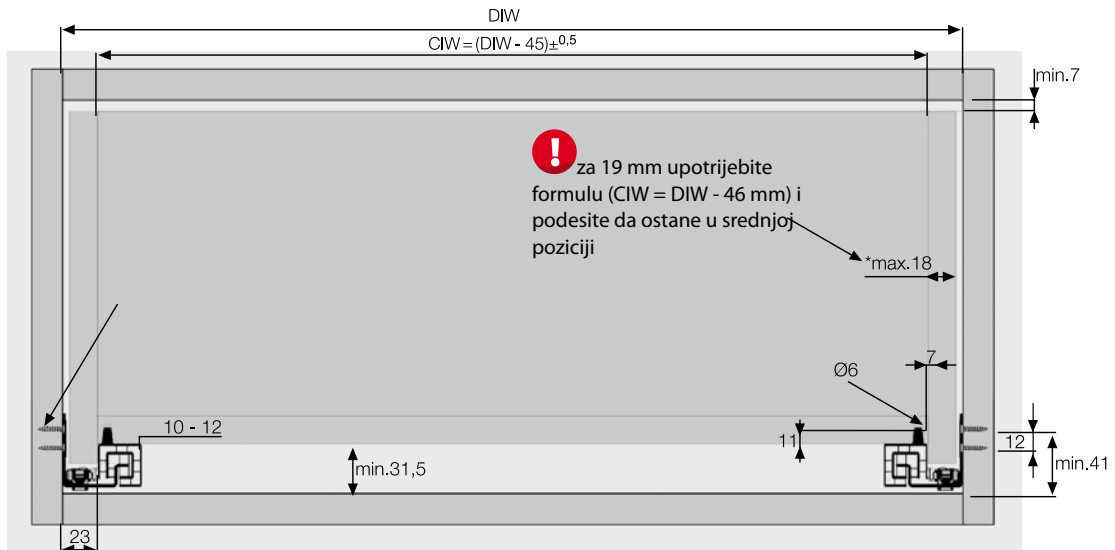 DIW
CIW = (DIW - 45)±0,5
min.7
!
za 19 mm upotrijebite
formulu (CIW = DIW - 46 mm) i
podesite da ostane u srednjoj
poziciji
*max.18
7
Ø6
10 - 12
11
12
min.31,5
min.41
23